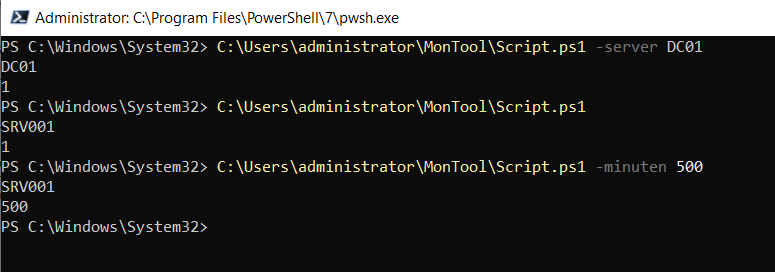 Administrator: C:\Program Files\PowerShell\7\pwsh.exe
PS C:\Windows\System32> C:\Users\administrator\MonTool\Script.ps1 -server DC01
DC01
1
PS C:\Windows\System32> C:\Users\administrator\MonTool\Script.ps1
SRV001
1
PS C:\Windows\System32> C:\Users\administrator\MonTool\Script.ps1 -minuten 500
SRV001
500
PS C:\Windows\System32>